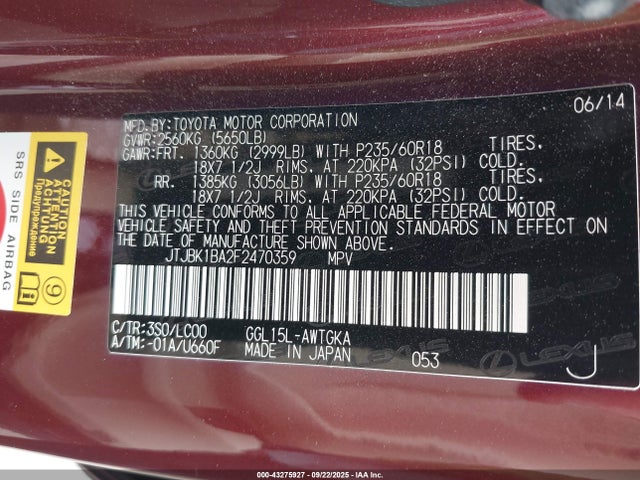 06/14
MFD.BY:TOYOTA MOTOR CORPORATION
GVWR:2560KG (5650LB)
GAWR:FRT. 1360KG (2999LB) WITH P235/60R18 TIRES.
18X7 1/2J RIMS. AT 220KPA (32PSI) COLD.
RR. 1385KG (3056LB) WITH P235/60R18 TIRES.
18X7 1/2J RIMS. AT 220KPA (32PSI) COLD.
THIS VEHICLE CONFORMS TO ALL APPLICABLE FEDERAL MOTOR
VEHICLE SAFETY AND THEFT PREVENTION STANDARDS IN EFFECT ON
THE DATE OF MANUFACTURE SHOWN ABOVE.
JTJBK1BA2F2470359 MPV
C/TR:3S0/LC00 GGL15L-AWTGKA
A/TM:-01A/U660F MADE IN JAPAN 053 J
LEXUS
SRS SIDE AIRBAG
CAUTION
ATTENTION
ACHTUNG
Предупреждение
9
000-43275927 - 09/22/2025 - IAA, Inc.